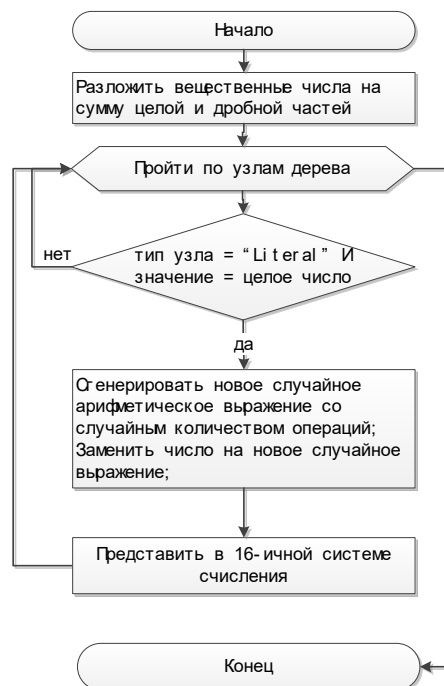 Начало
Разложить вещественные числа на
сумму целой и дробной частей
Пройти по узлам дерева
нет
тип узла = “Literal” И
значение = целое число
да
Сгенерировать новое случайное
арифметическое выражение со
случайным количеством операций;
Заменить число на новое случайное
выражение;
Представить в 16-ичной системе
счисления
Конец